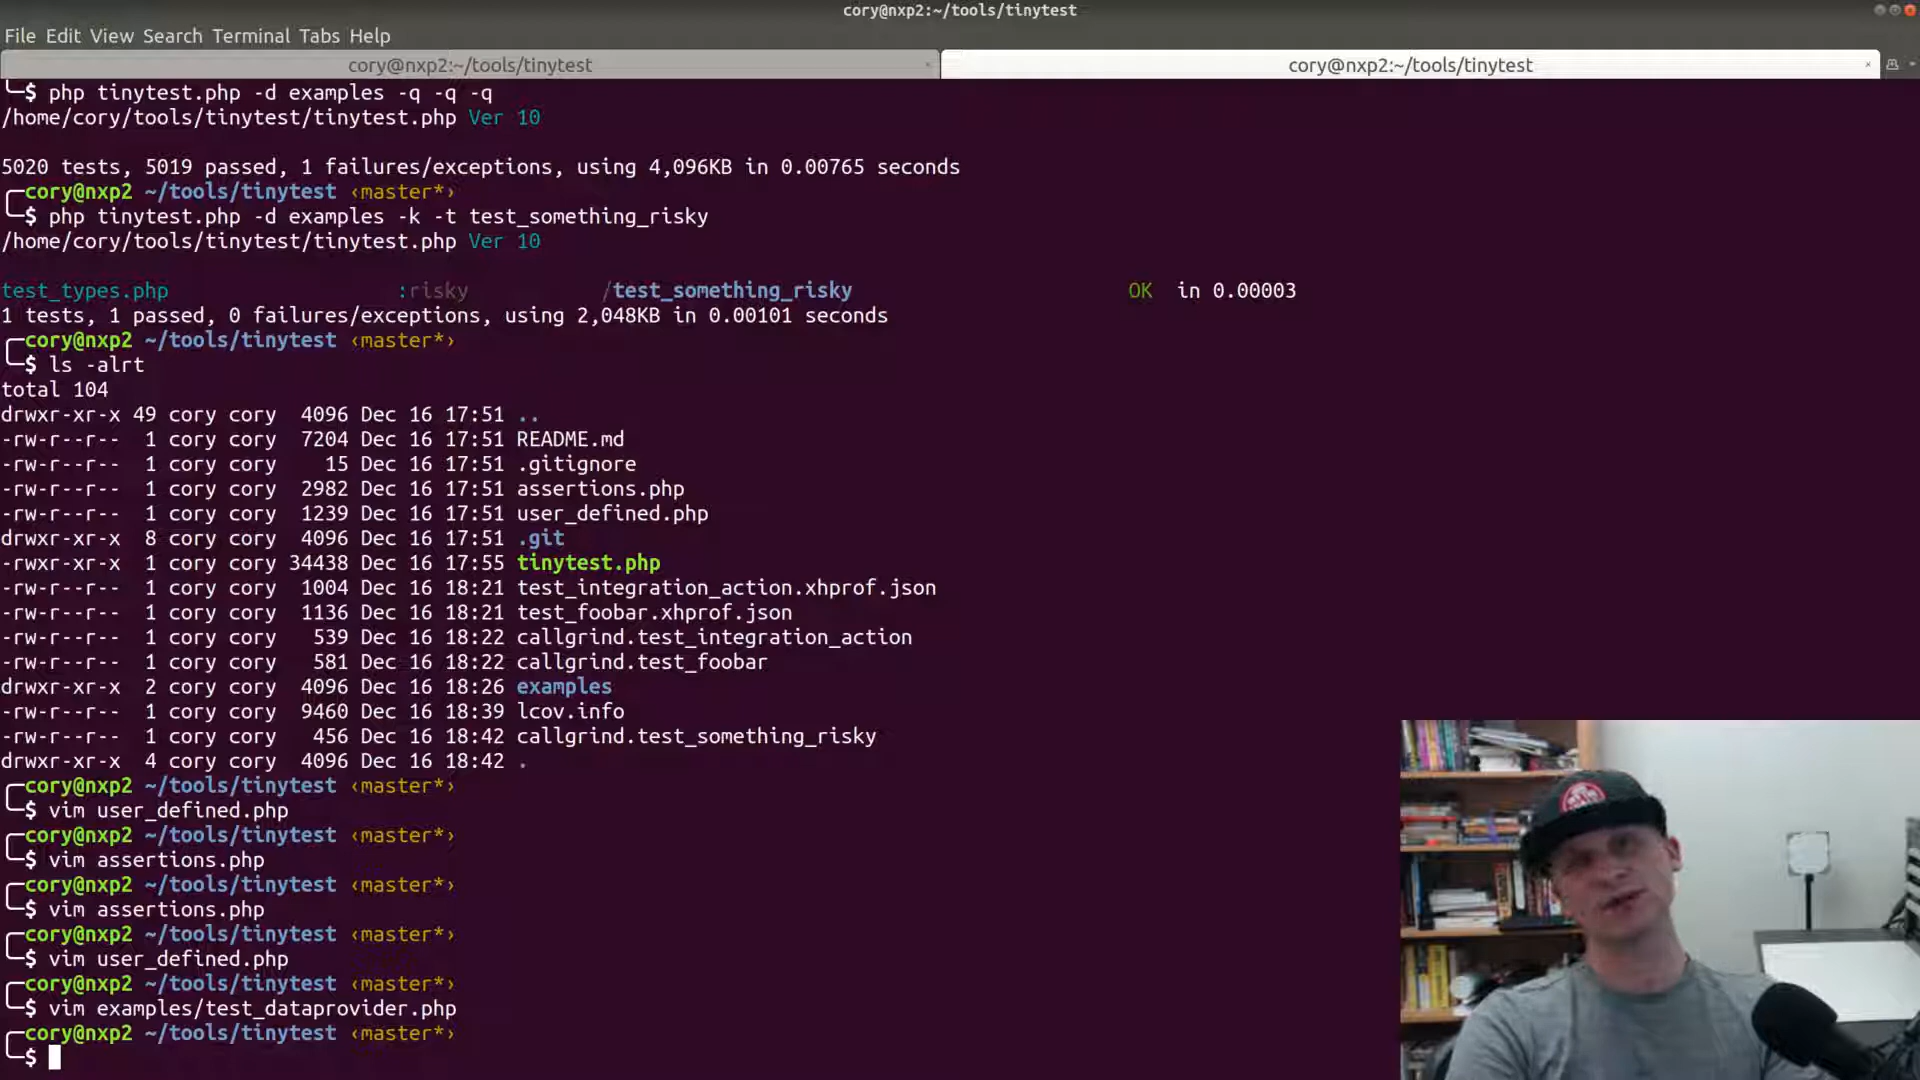 cory@nxp2:~/tools/tinytest
File Edit View Search Terminal Tabs Help
cory@nxp2:~/tools/tinytest
cory@nxp2:~/tools/tinytest
$ php tinytest.php -d examples -q -q -q
/home/cory/tools/tinytest/tinytest.php Ver 10
5020 tests, 5019 passed, 1 failures/exceptions, using 4,096KB in 0.00765 seconds
cory@nxp2 ~/tools/tinytest ‹master*›
$ php tinytest.php -d examples -k -t test_something_risky
/home/cory/tools/tinytest/tinytest.php Ver 10
test_types.php :risky /test_something_risky OK in 0.00003
1 tests, 1 passed, 0 failures/exceptions, using 2,048KB in 0.00101 seconds
cory@nxp2 ~/tools/tinytest ‹master*›
$ ls -alrt
total 104
drwxr-xr-x 49 cory cory 4096 Dec 16 17:51 ..
-rw-r--r-- 1 cory cory 7204 Dec 16 17:51 README.md
-rw-r--r-- 1 cory cory 15 Dec 16 17:51 .gitignore
-rw-r--r-- 1 cory cory 2982 Dec 16 17:51 assertions.php
-rw-r--r-- 1 cory cory 1239 Dec 16 17:51 user_defined.php
drwxr-xr-x 8 cory cory 4096 Dec 16 17:51 .git
-rwxr-xr-x 1 cory cory 34438 Dec 16 17:55 tinytest.php
-rw-r--r-- 1 cory cory 1004 Dec 16 18:21 test_integration_action.xhprof.json
-rw-r--r-- 1 cory cory 1136 Dec 16 18:21 test_foobar.xhprof.json
-rw-r--r-- 1 cory cory 539 Dec 16 18:22 callgrind.test_integration_action
-rw-r--r-- 1 cory cory 581 Dec 16 18:22 callgrind.test_foobar
drwxr-xr-x 2 cory cory 4096 Dec 16 18:26 examples
-rw-r--r-- 1 cory cory 9460 Dec 16 18:39 lcov.info
-rw-r--r-- 1 cory cory 456 Dec 16 18:42 callgrind.test_something_risky
drwxr-xr-x 4 cory cory 4096 Dec 16 18:42 .
cory@nxp2 ~/tools/tinytest ‹master*›
$ vim user_defined.php
cory@nxp2 ~/tools/tinytest ‹master*›
$ vim assertions.php
cory@nxp2 ~/tools/tinytest ‹master*›
$ vim assertions.php
cory@nxp2 ~/tools/tinytest ‹master*›
$ vim user_defined.php
cory@nxp2 ~/tools/tinytest ‹master*›
$ vim examples/test_dataprovider.php
cory@nxp2 ~/tools/tinytest ‹master*›
$